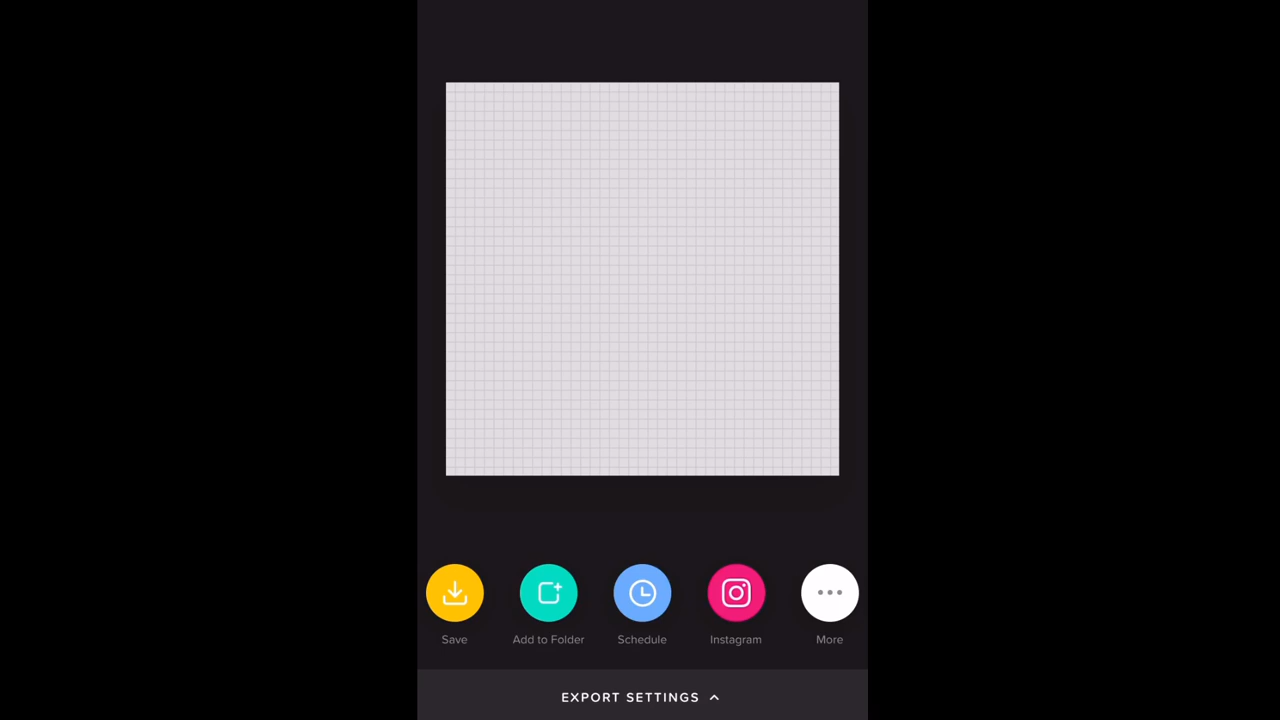 Save
Add to Folder
Schedule
Instagram
More
EXPORT SETTINGS